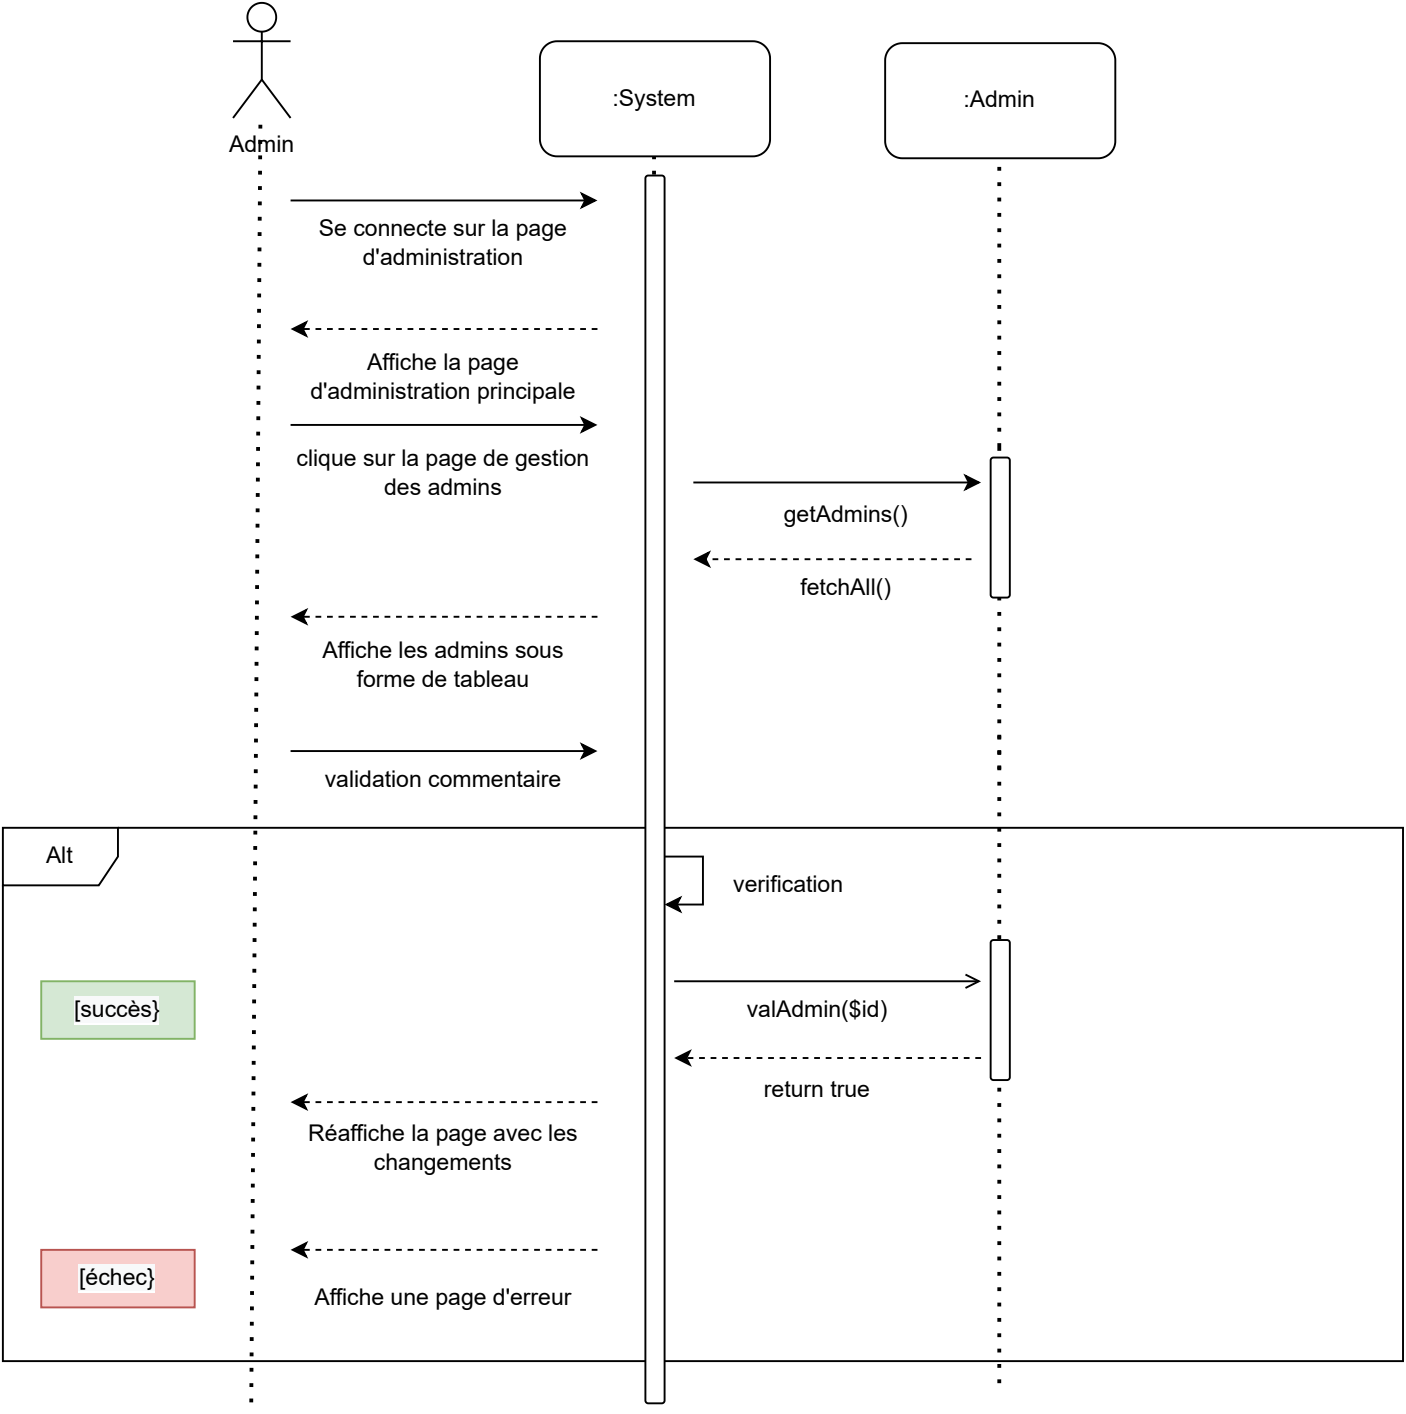 Admin
:System
:Admin
Se connecte sur la page
d'administration
Affiche la page
d'administration principale
clique sur la page de gestion
des admins
getAdmins()
fetchAll()
Affiche les admins sous
forme de tableau
validation commentaire
Alt
verification
[succès}
valAdmin($id)
return true
Réaffiche la page avec les
changements
[échec}
Affiche une page d'erreur